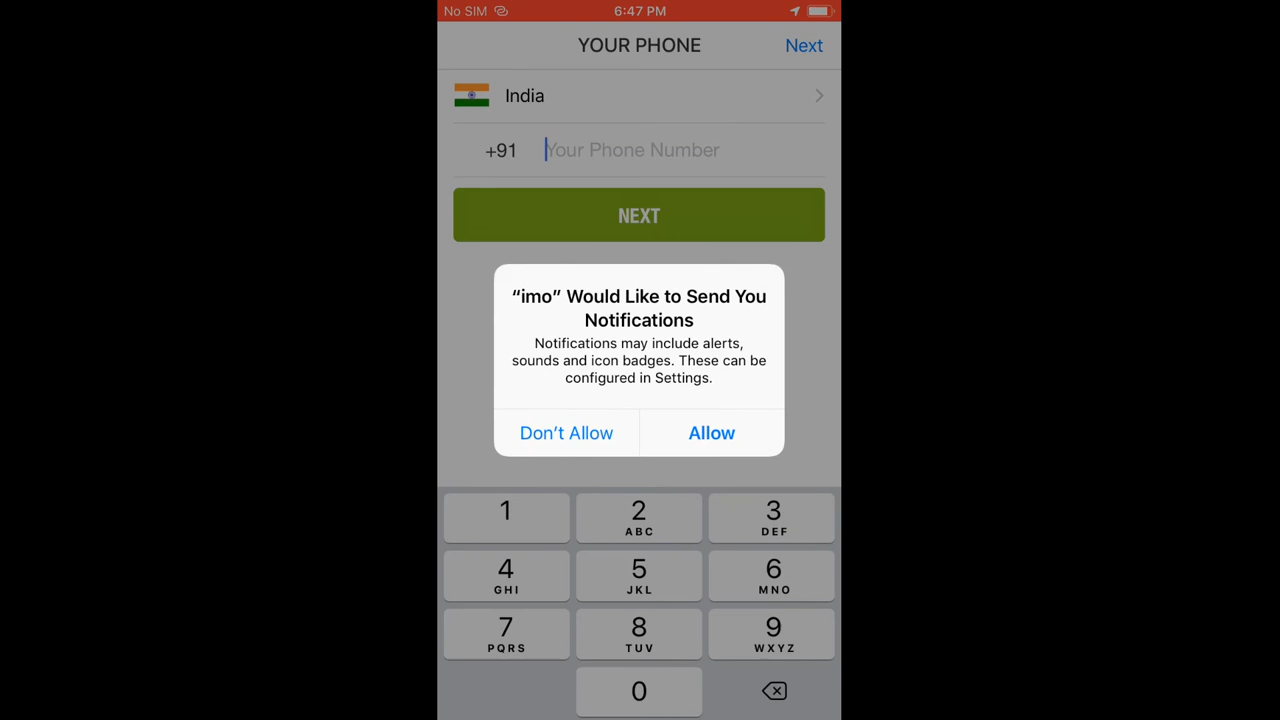 No SIM
6:47 PM
YOUR PHONE
Next
India
+91
Your Phone Number
NEXT
“imo” Would Like to Send You
Notifications
Notifications may include alerts,
sounds and icon badges. These can be
configured in Settings.
Don’t Allow
Allow
1
2
3
ABC
DEF
4
5
6
GHI
JKL
MNO
7
8
9
PQRS
TUV
WXYZ
0